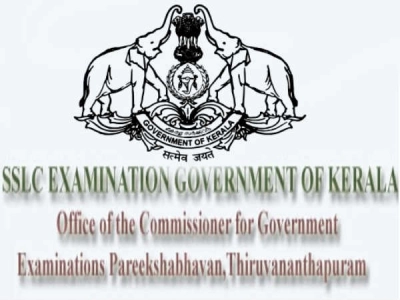 GOVERNMENT OF KERALA
सत्यमेव जयते
SSLC EXAMINATION GOVERNMENT OF KERALA
Office of the Commissioner for Government
Examinations Pareekshabhavan,Thiruvananthapuram